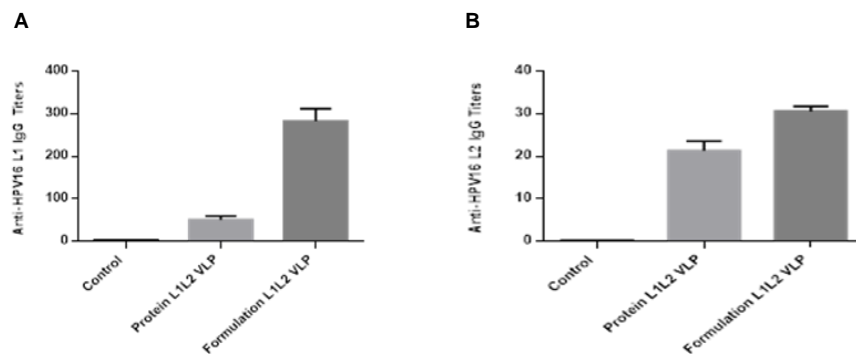 A
Anti-HPV16 L1 IgG Titers
400
300
200
100
0
Control
Protein L1L2 VLP
Formulation L1L2 VLP
B
Anti-HPV16 L2 IgG Titers
40
30
20
10
0
Control
Protein L1L2 VLP
Formulation L1L2 VLP